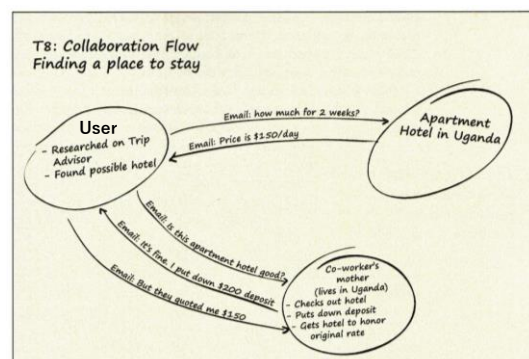 T8: Collaboration Flow
Finding a place to stay
User
- Researched on Trip
Advisor
- Found possible hotel
Email: how much for 2 weeks?
Email: Price is $150/day
Apartment
Hotel in Uganda
Email: Is this apartment hotel good?
Email: It's fine. I put down $200 deposit
Email: But they quoted me $150
Co-worker's
mother
(lives in Uganda)
- Checks out hotel
- Puts down deposit
- Gets hotel to honor
original rate